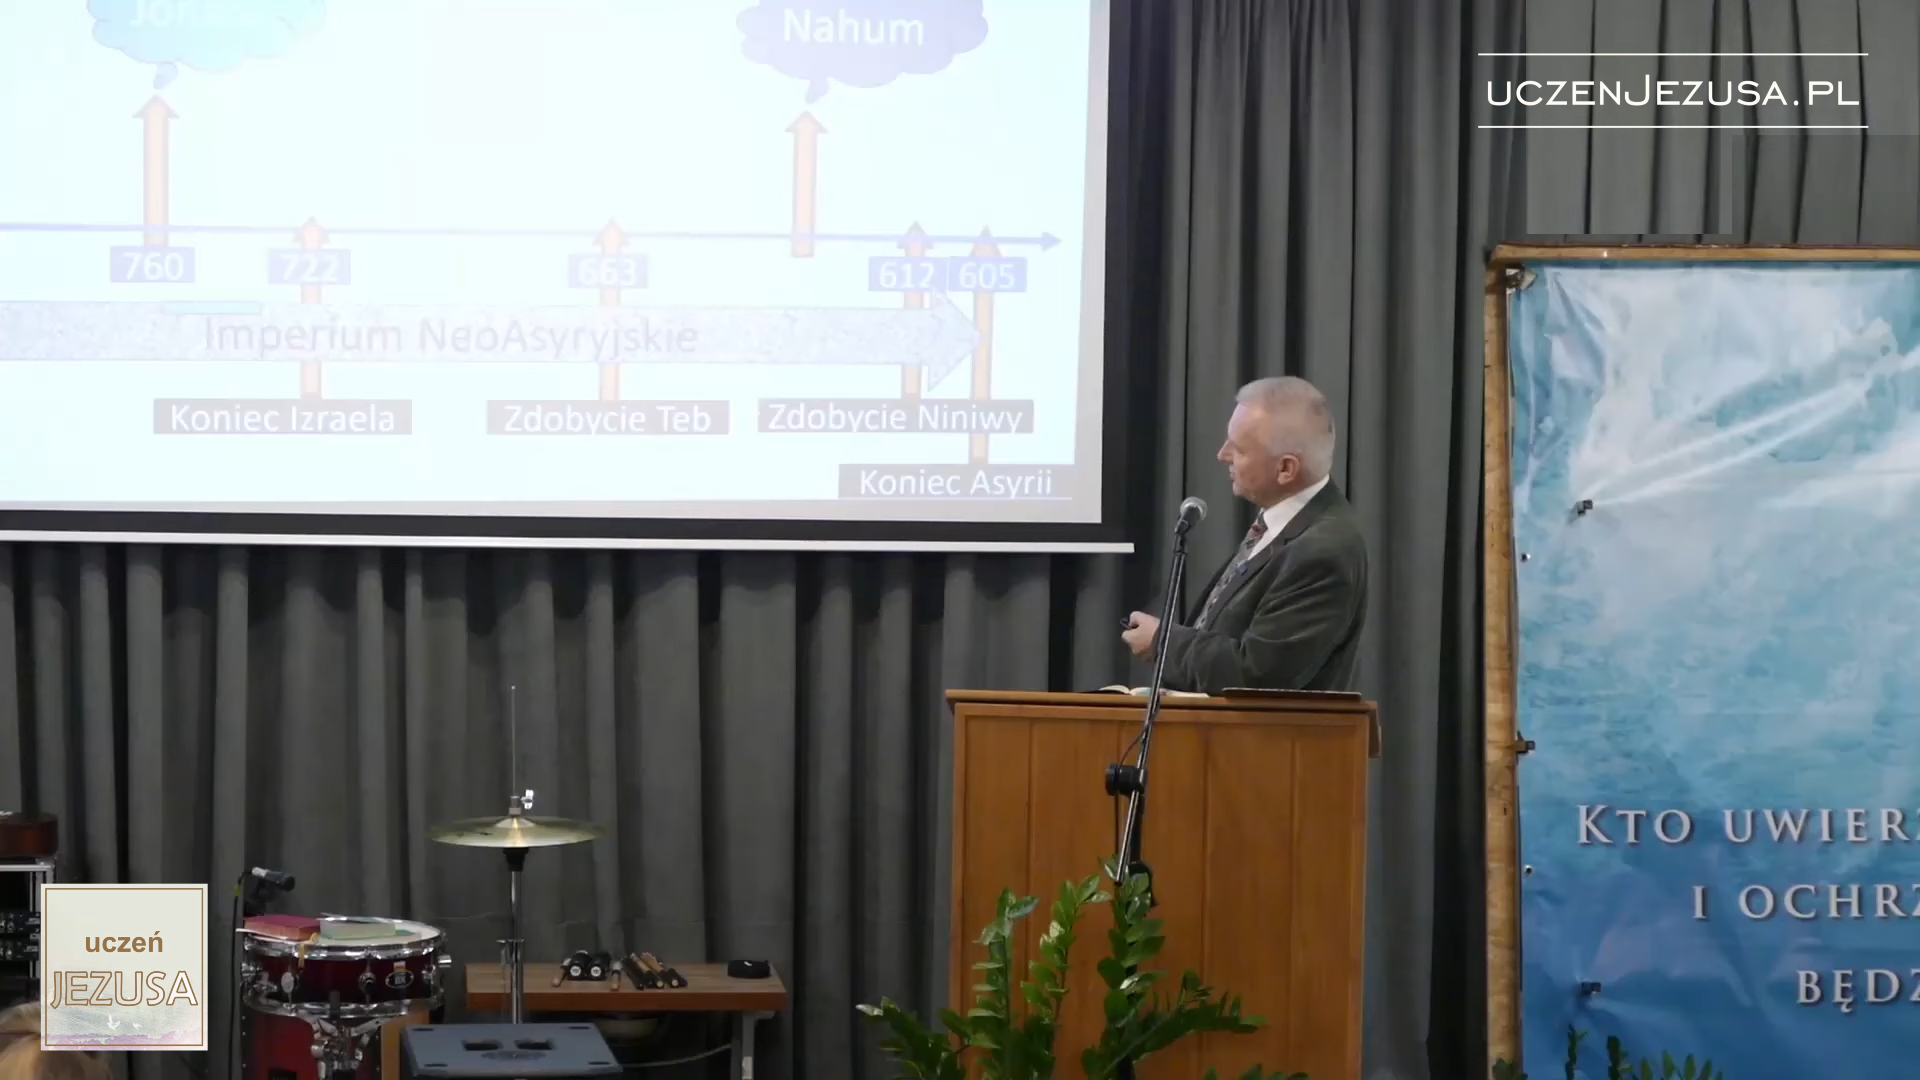 Nahum
UCZENJEZUSA.PL
760
722
663
612
605
Imperium NeoAsyryjskie
Koniec Izraela
Zdobycie Teb
Zdobycie Niniwy
Koniec Asyrii
KTO UWIERZ
I OCHRZ
BĘDZ
uczeń
JEZUSA